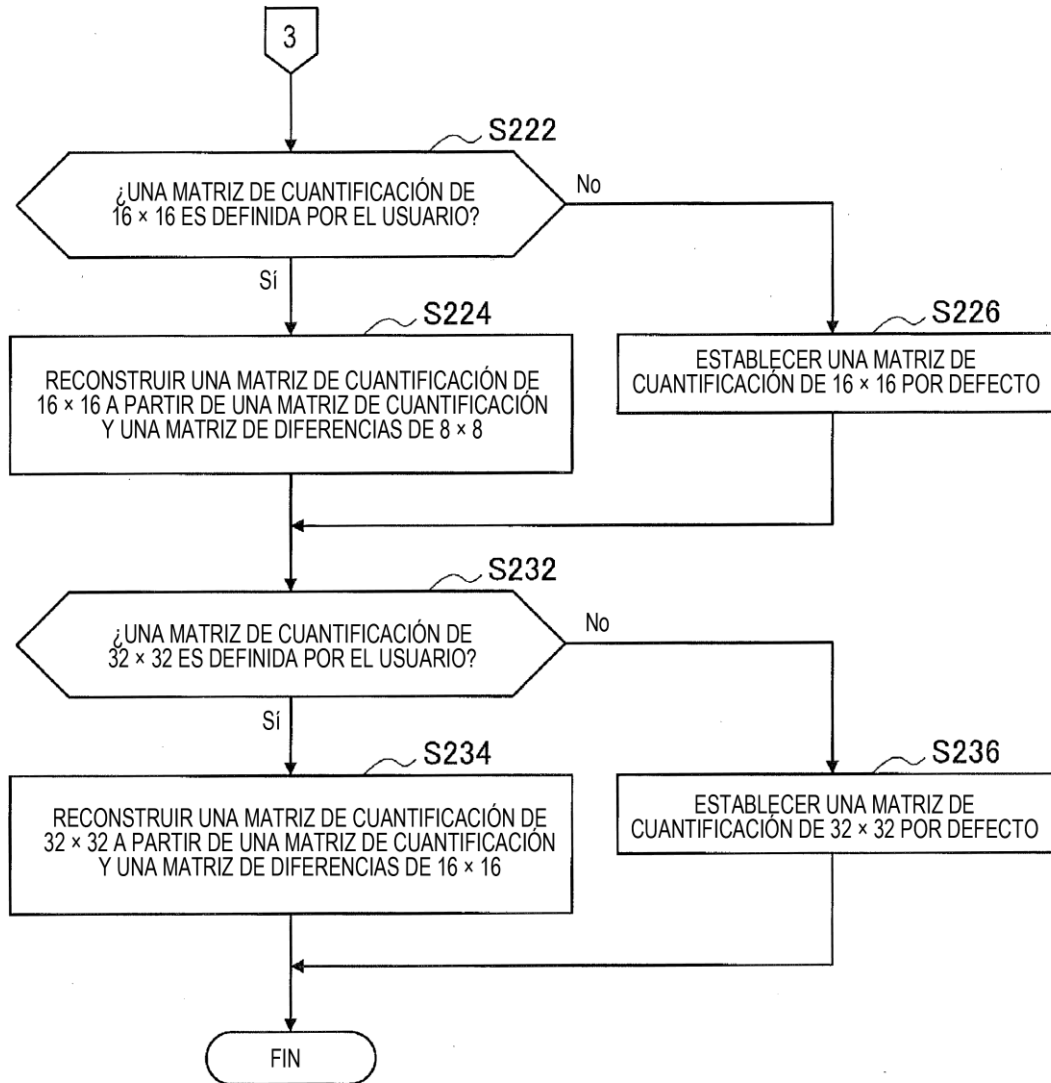 3
S222
¿UNA MATRIZ DE CUANTIFICACIÓN DE
16 × 16 ES DEFINIDA POR EL USUARIO?
No
Sí
S224
RECONSTRUIR UNA MATRIZ DE CUANTIFICACIÓN DE
16 × 16 A PARTIR DE UNA MATRIZ DE CUANTIFICACIÓN
Y UNA MATRIZ DE DIFERENCIAS DE 8 × 8
S226
ESTABLECER UNA MATRIZ DE
CUANTIFICACIÓN DE 16 × 16 POR DEFECTO
S232
¿UNA MATRIZ DE CUANTIFICACIÓN DE
32 × 32 ES DEFINIDA POR EL USUARIO?
No
Sí
S234
RECONSTRUIR UNA MATRIZ DE CUANTIFICACIÓN DE
32 × 32 A PARTIR DE UNA MATRIZ DE CUANTIFICACIÓN
Y UNA MATRIZ DE DIFERENCIAS DE 16 × 16
S236
ESTABLECER UNA MATRIZ DE
CUANTIFICACIÓN DE 32 × 32 POR DEFECTO
FIN